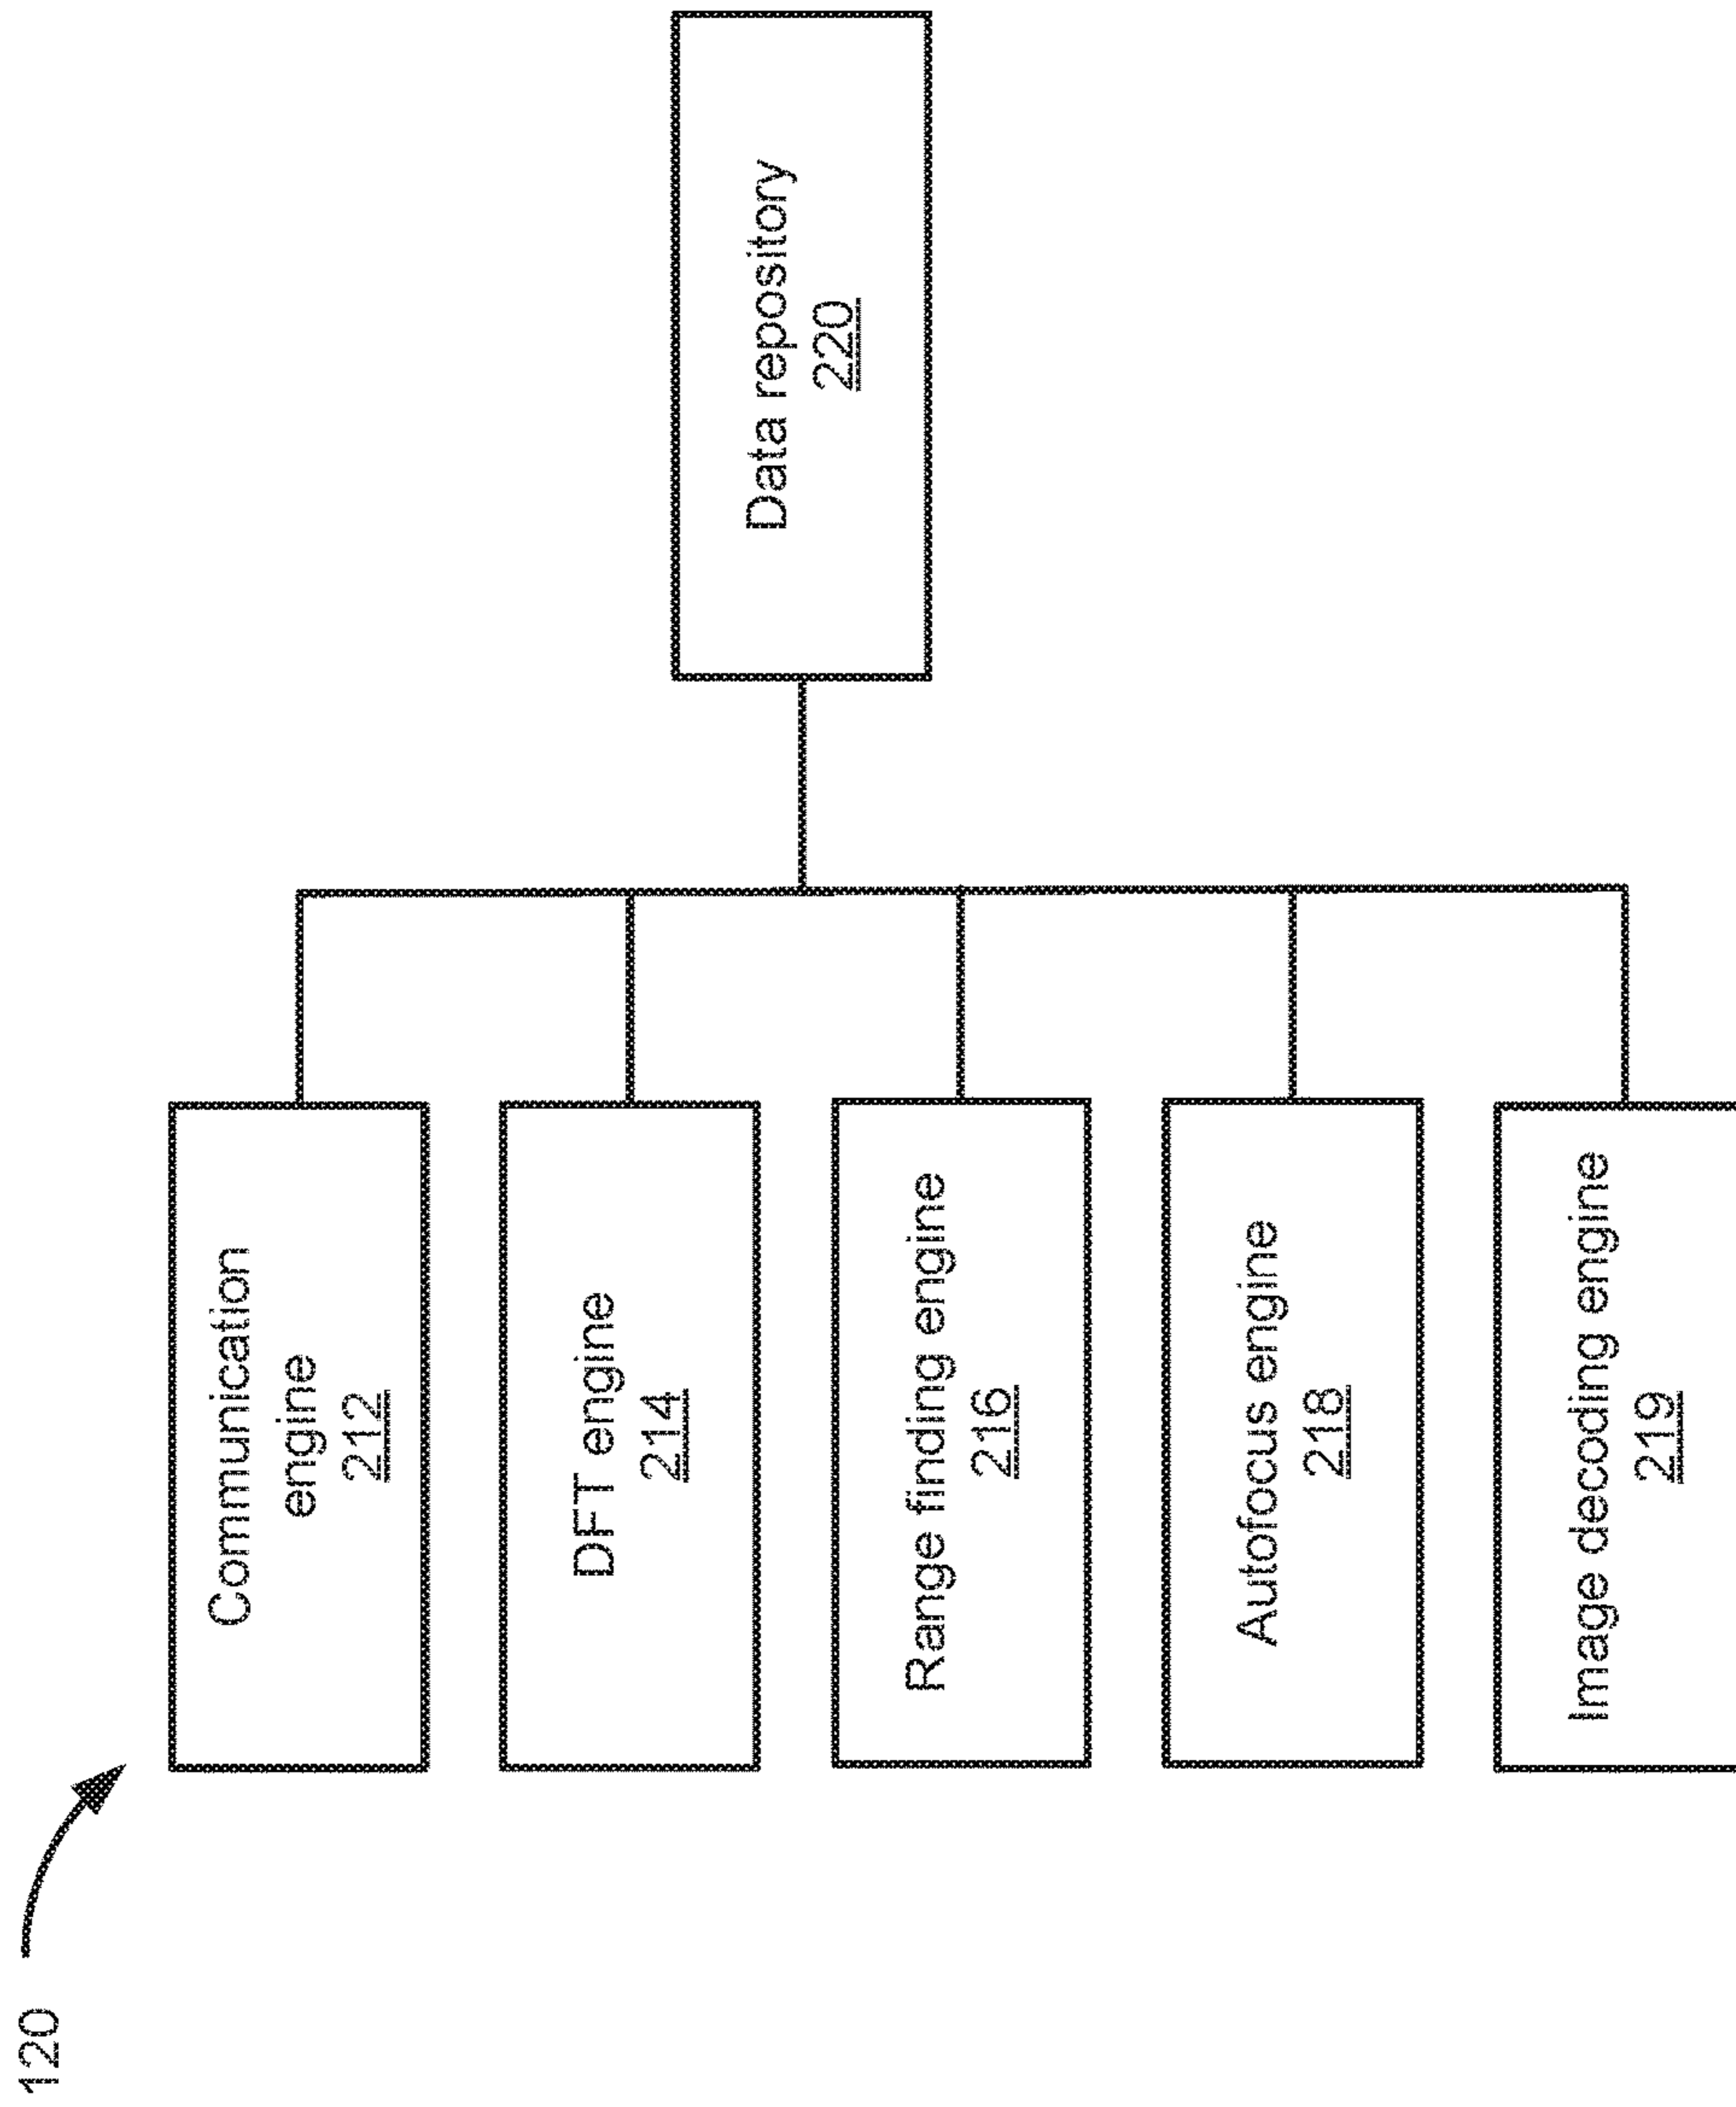 120
Communication
engine
212
DFT engine
214
Range finding engine
216
Autofocus engine
218
Image decoding engine
219
Data repository
220